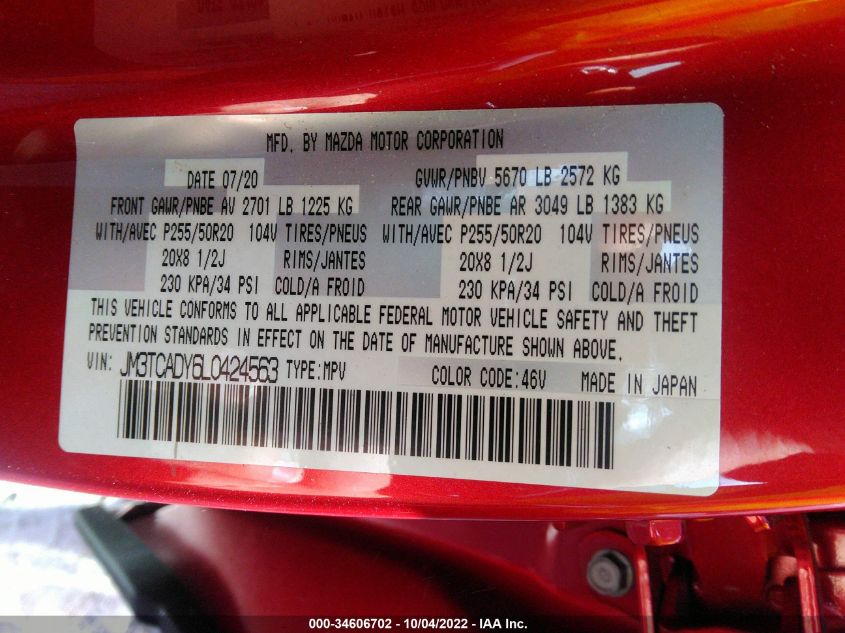 MFD. BY MAZDA MOTOR CORPORATION
DATE 07/20 GVWR/PNBV 5670 LB 2572 KG
FRONT GAWR/PNBE AV 2701 LB 1225 KG REAR GAWR/PNBE AR 3049 LB 1383 KG
WITH/AVEC P255/50R20 104V TIRES/PNEUS WITH/AVEC P255/50R20 104V TIRES/PNEUS
20X8 1/2J RIMS/JANTES 20X8 1/2J RIMS/JANTES
230 KPA/34 PSI COLD/A FROID 230 KPA/34 PSI COLD/A FROID
THIS VEHICLE CONFORMS TO ALL APPLICABLE FEDERAL MOTOR VEHICLE SAFETY AND THEFT
PREVENTION STANDARDS IN EFFECT ON THE DATE OF MANUFACTURE SHOWN ABOVE.
VIN: JM3TCADY6L0424563 TYPE:MPV COLOR CODE:46V MADE IN JAPAN
000-34606702 - 10/04/2022 - IAA Inc.